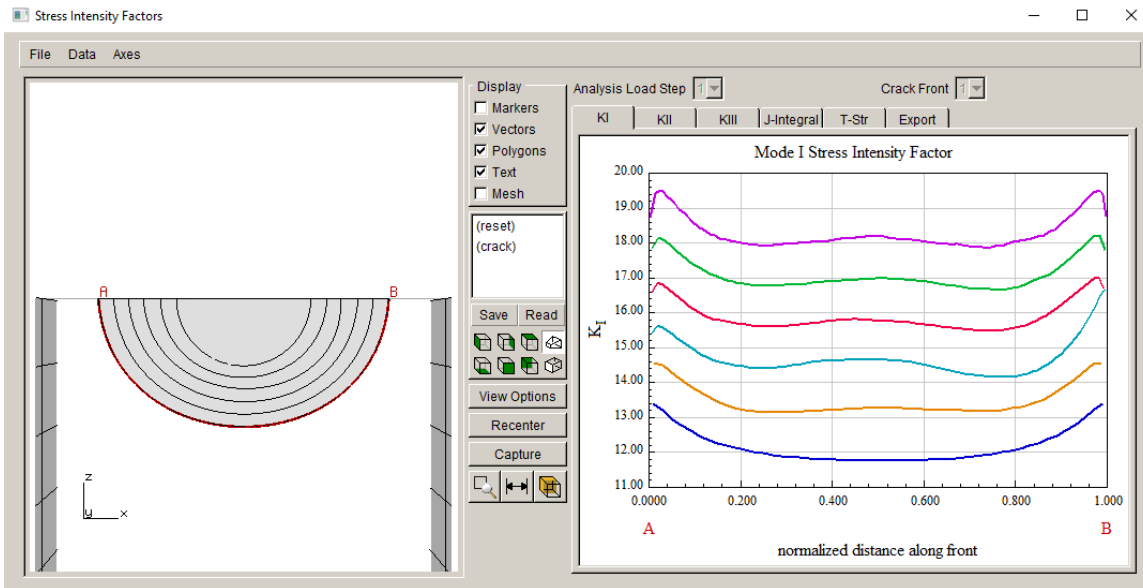 Stress Intensity Factors
File Data Axes
A B
z
y x
Display
Markers
Vectors
Polygons
Text
Mesh
(reset)
(crack)
Save Read
View Options
Recenter
Capture
Analysis Load Step 1 Crack Front 1
KI KII KIII J-Integral T-Str Export
Mode I Stress Intensity Factor
20.00
19.00
18.00
17.00
16.00
15.00
14.00
13.00
12.00
11.00
KI
0.0000 0.200 0.400 0.600 0.800 1.000
A B
normalized distance along front